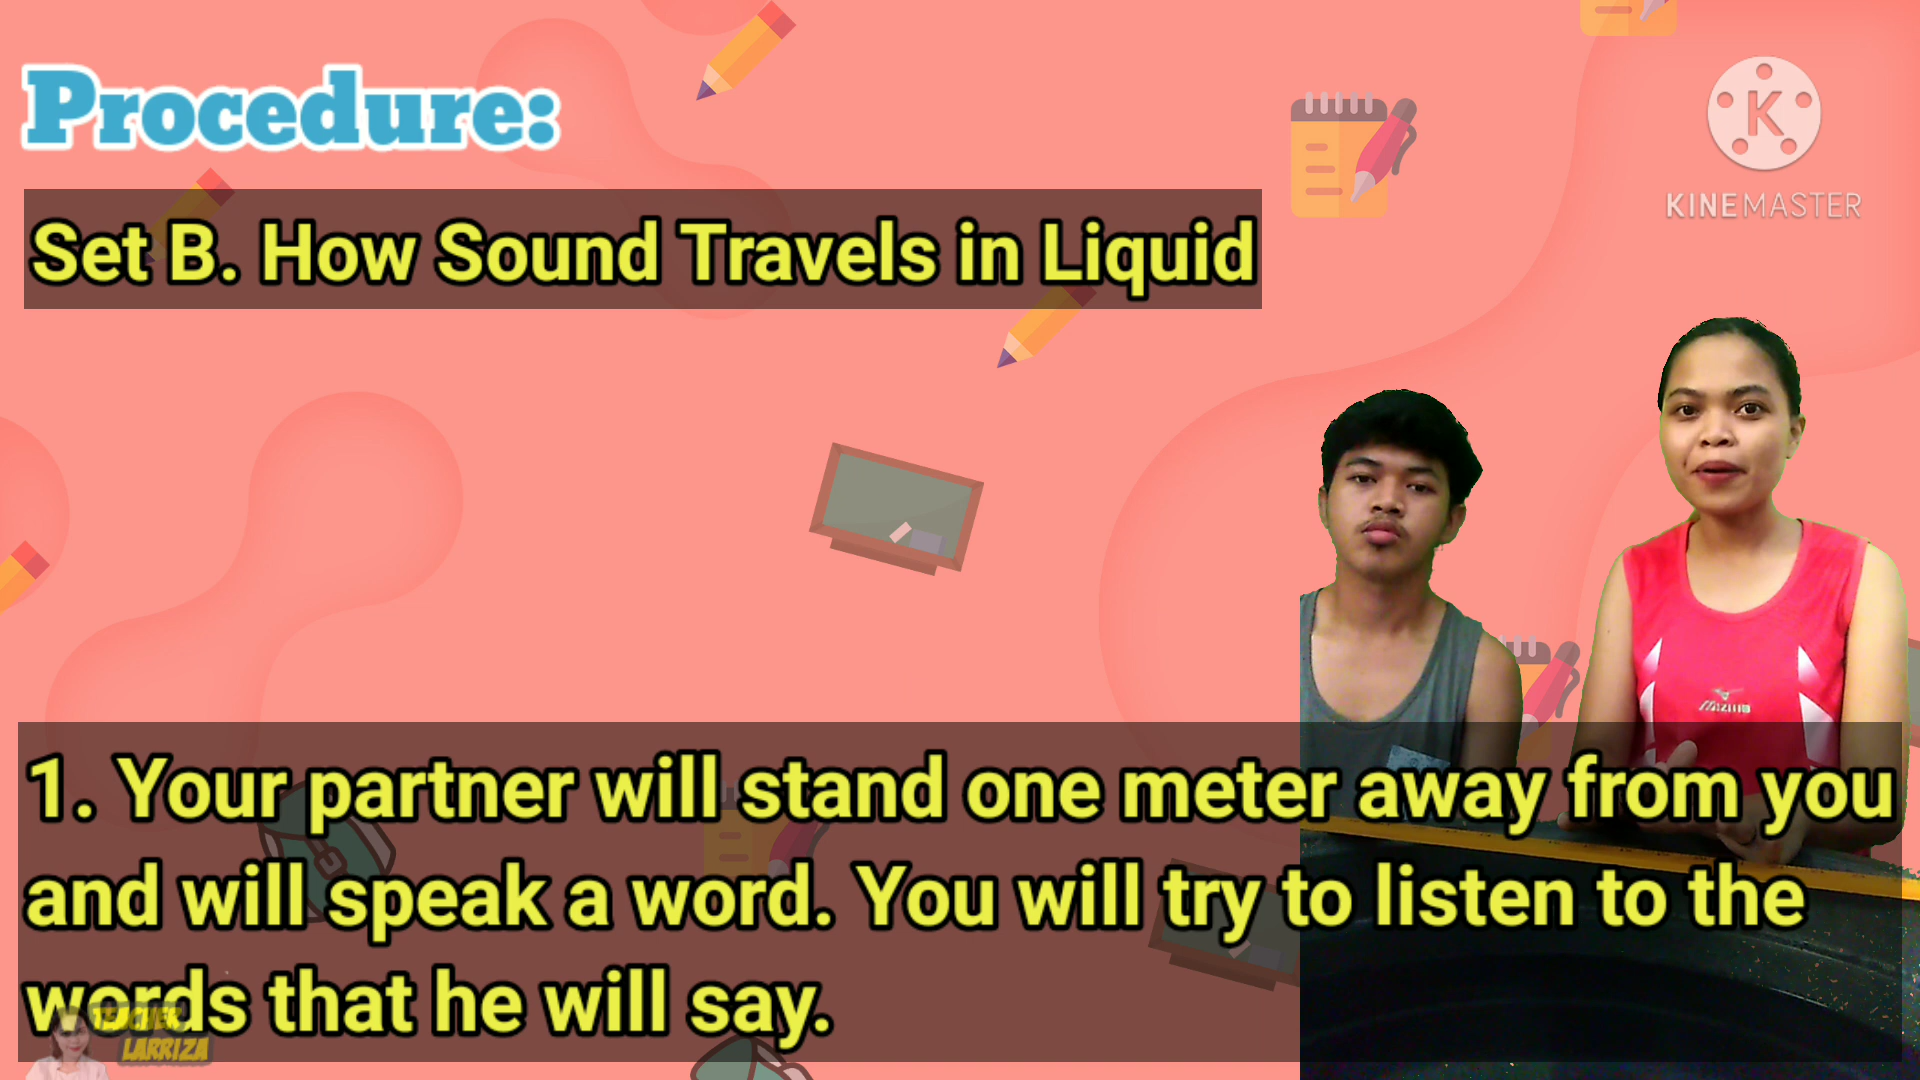 Procedure:
K
KINEMASTER
Set B. How Sound Travels in Liquid
MIZUNO
1. Your partner will stand one meter away from you
and will speak a word. You will try to listen to the
words that he will say.
TEACHER
LARRIZA